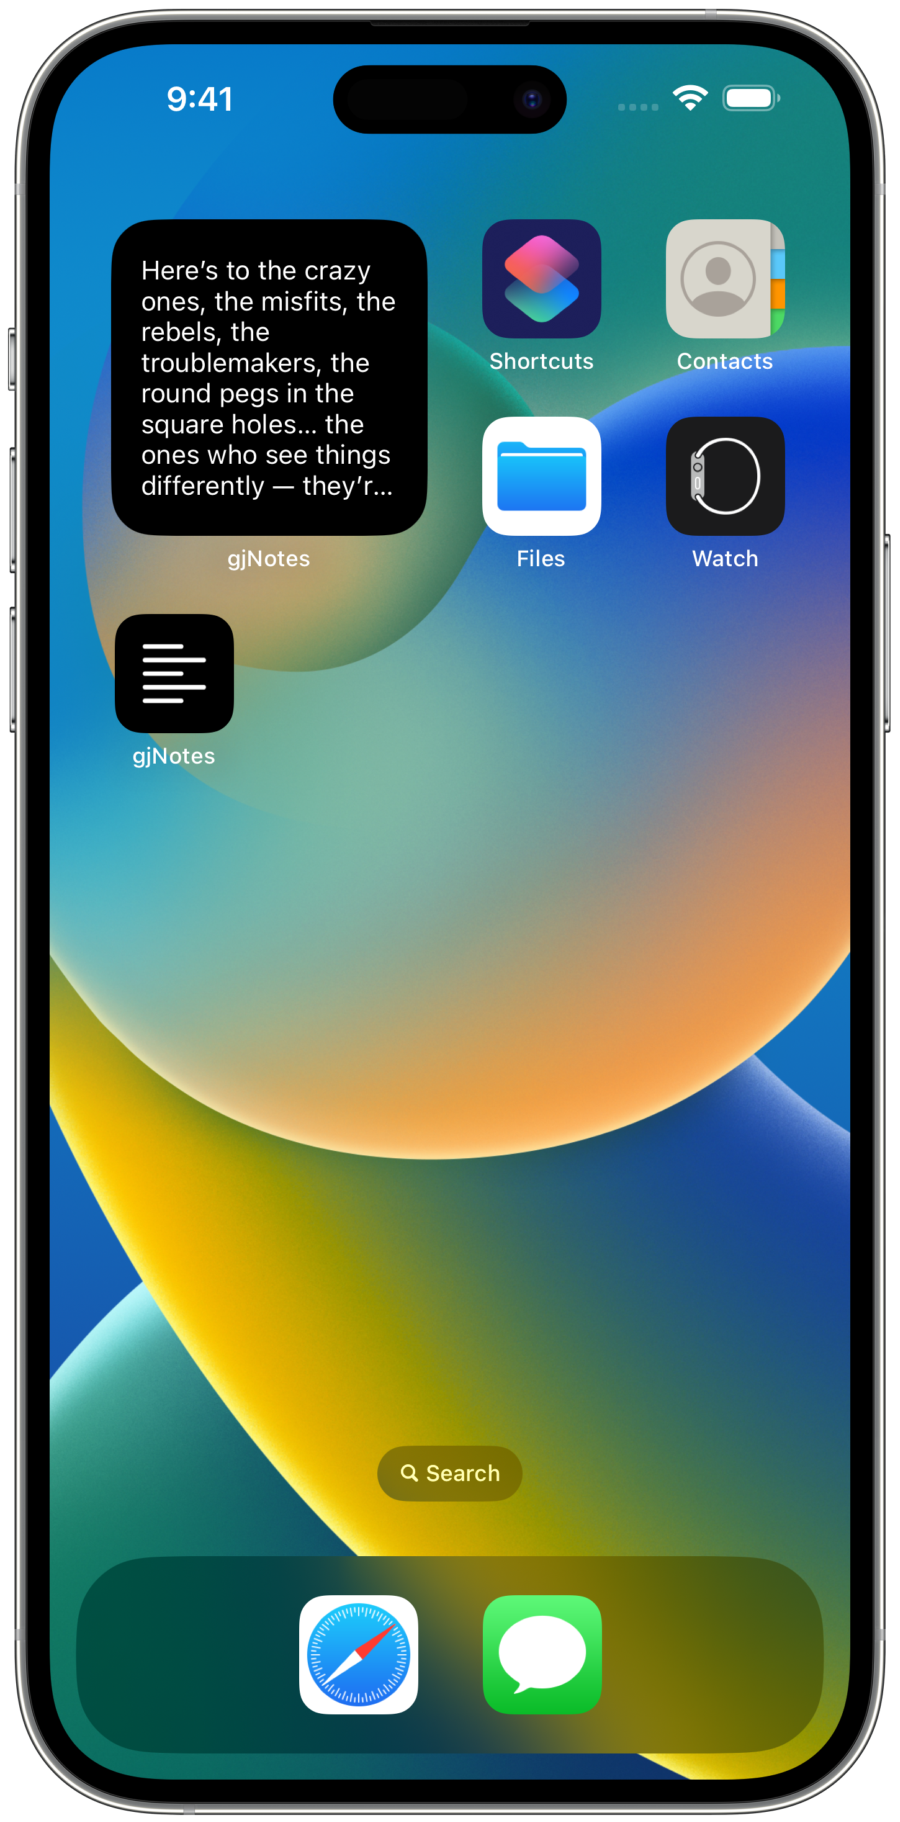 9:41
Here’s to the crazy
ones, the misfits, the
rebels, the
troublemakers, the
round pegs in the
square holes… the
ones who see things
differently — they’r…
gjNotes
Shortcuts
Contacts
Files
Watch
gjNotes
Search